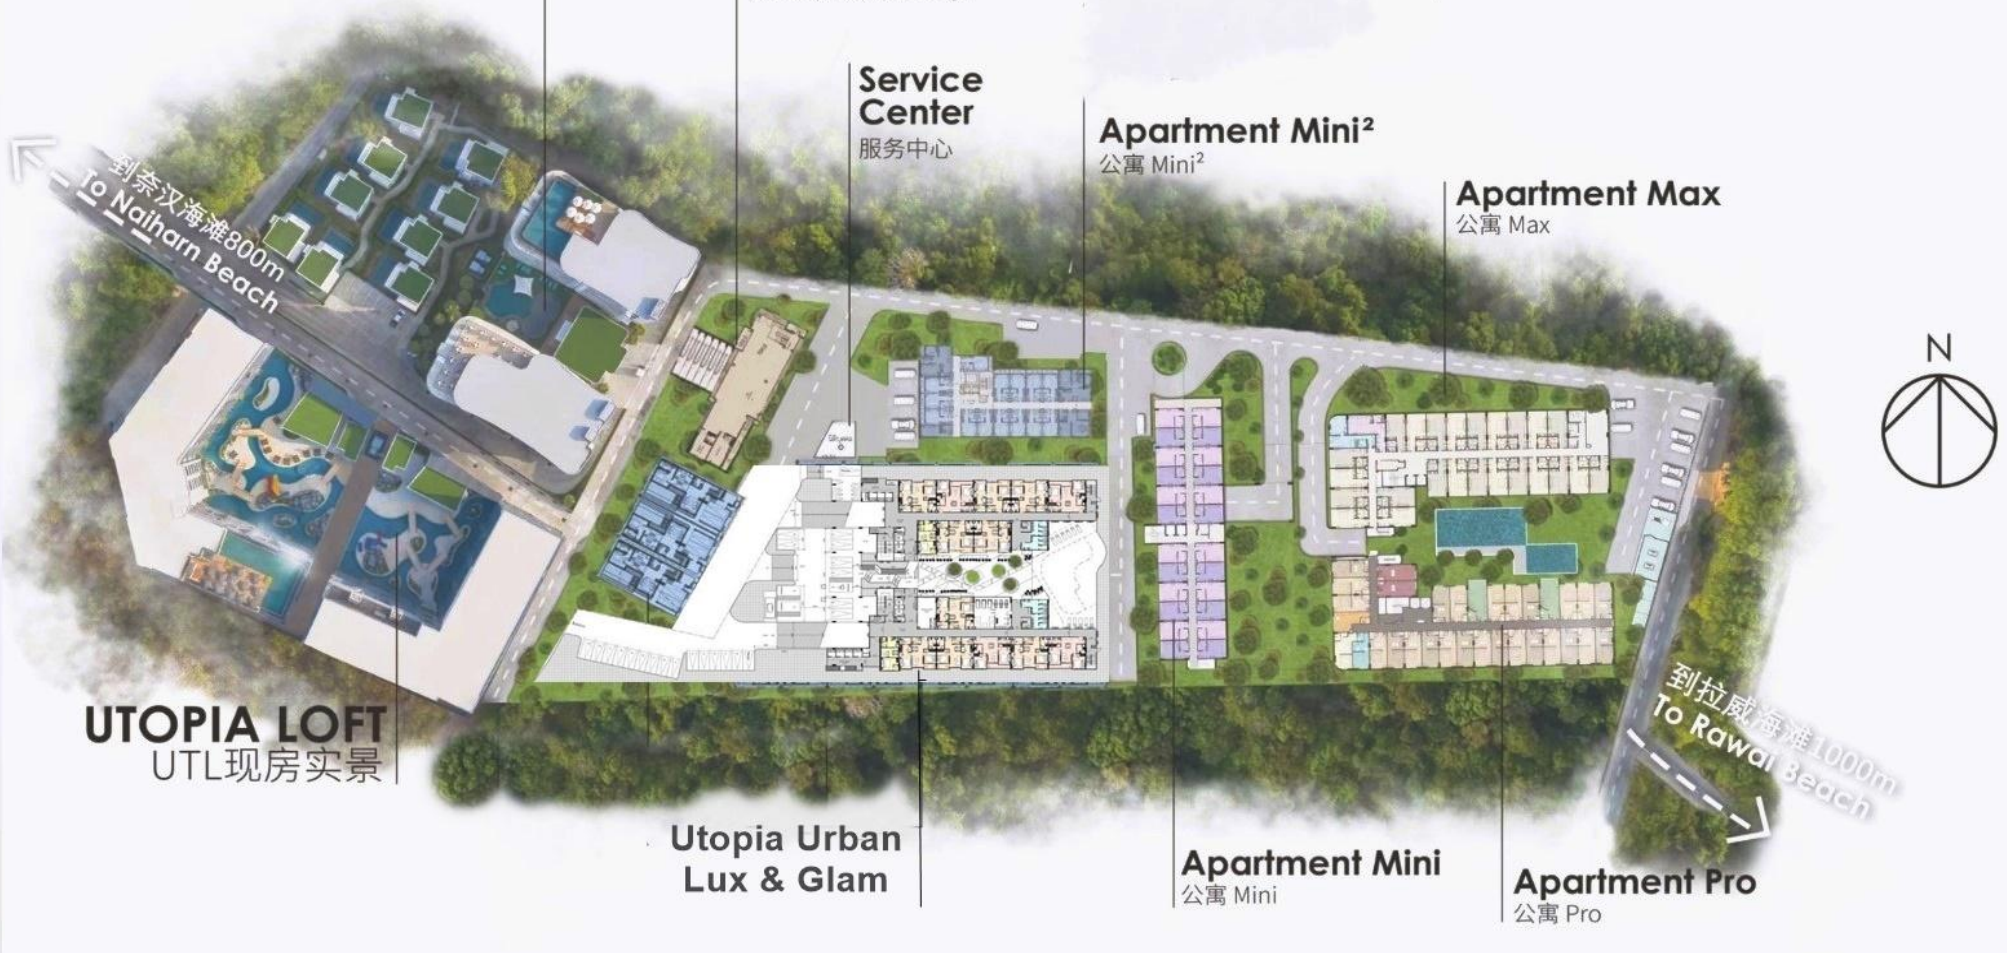 Service
Center
服务中心
Apartment Mini²
公寓 Mini²
Apartment Max
公寓 Max
N
到奈汉海滩800m
To Naiharn Beach
UTOPIA LOFT
UTL现房实景
Utopia Urban
Lux & Glam
Apartment Mini
公寓 Mini
Apartment Pro
公寓 Pro
到拉威海滩1000m
To Rawai Beach